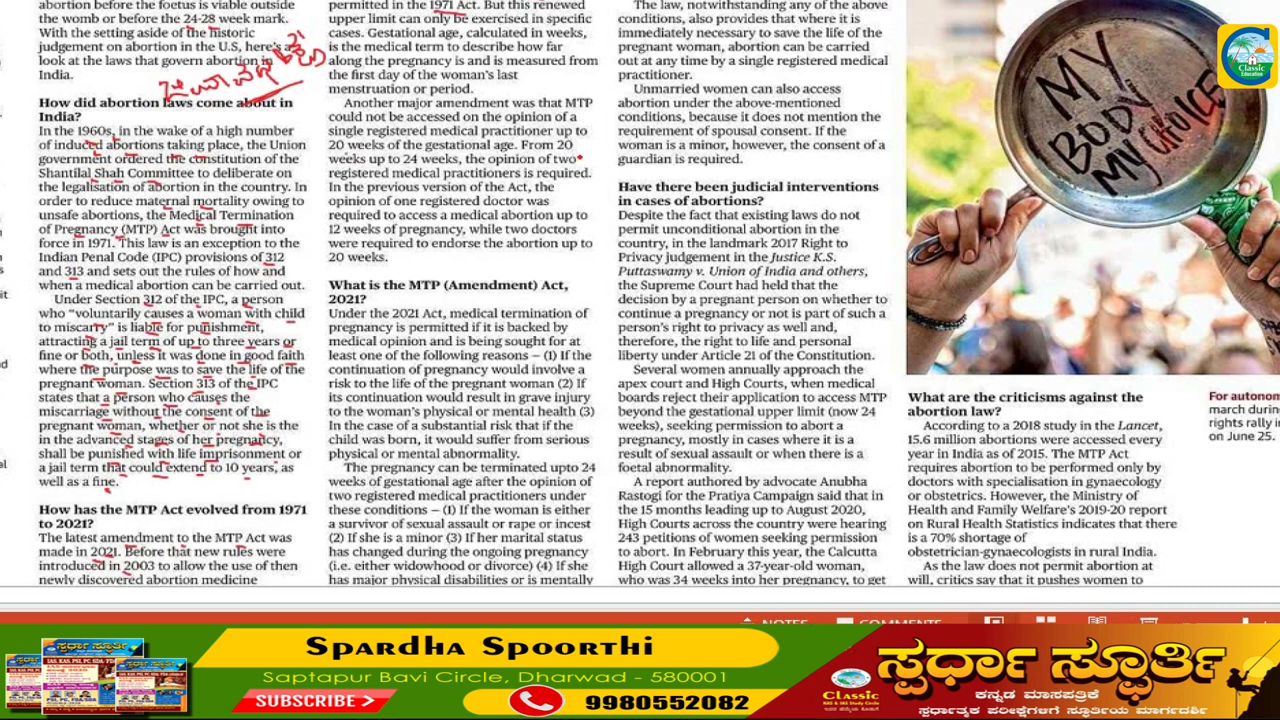 abortion before the foetus is viable outside
the womb or before the 24-28 week mark.
With the setting aside of the historic
judgement on abortion in the U.S, here's a
look at the laws that govern abortion in
India.
How did abortion laws come about in
India?
In the 1960s, in the wake of a high number
of induced abortions taking place, the Union
government ordered the constitution of the
Shantilal Shah Committee to deliberate on
the legalisation of abortion in the country. In
order to reduce maternal mortality owing to
unsafe abortions, the Medical Termination
of Pregnancy (MTP) Act was brought into
force in 1971. This law is an exception to the
Indian Penal Code (IPC) provisions of 312
and 313 and sets out the rules of how and
when a medical abortion can be carried out.
Under Section 312 of the IPC, a person
who “voluntarily causes a woman with child
to miscarry” is liable for punishment,
attracting a jail term of up to three years or
fine or both, unless it was done in good faith
where the purpose was to save the life of the
pregnant woman. Section 313 of the IPC
states that a person who causes the
miscarriage without the consent of the
pregnant woman, whether or not she is the
in the advanced stages of her pregnancy,
shall be punished with life imprisonment or
a jail term that could extend to 10 years, as
well as a fine.
How has the MTP Act evolved from 1971
to 2021?
The latest amendment to the MTP Act was
made in 2021. Before that new rules were
introduced in 2003 to allow the use of then
newly discovered abortion medicine
permitted in the 1971 Act. But this renewed
upper limit can only be exercised in specific
cases. Gestational age, calculated in weeks,
is the medical term to describe how far
along the pregnancy is and is measured from
the first day of the woman's last
menstruation or period.
Another major amendment was that MTP
could not be accessed on the opinion of a
single registered medical practitioner up to
20 weeks of the gestational age. From 20
weeks up to 24 weeks, the opinion of two
registered medical practitioners is required.
In the previous version of the Act, the
opinion of one registered doctor was
required to access a medical abortion up to
12 weeks of pregnancy, while two doctors
were required to endorse the abortion up to
20 weeks.
What is the MTP (Amendment) Act,
2021?
Under the 2021 Act, medical termination of
pregnancy is permitted if it is backed by
medical opinion and is being sought for at
least one of the following reasons – (1) If the
continuation of pregnancy would involve a
risk to the life of the pregnant woman (2) If
its continuation would result in grave injury
to the woman's physical or mental health (3)
In the case of a substantial risk that if the
child was born, it would suffer from serious
physical or mental abnormality.
The pregnancy can be terminated upto 24
weeks of gestational age after the opinion of
two registered medical practitioners under
these conditions – (1) If the woman is either
a survivor of sexual assault or rape or incest
(2) If she is a minor (3) If her marital status
has changed during the ongoing pregnancy
(i.e. either widowhood or divorce) (4) If she
has major physical disabilities or is mentally
The law, notwithstanding any of the above
conditions, also provides that where it is
immediately necessary to save the life of the
pregnant woman, abortion can be carried
out at any time by a single registered medical
practitioner.
Unmarried women can also access
abortion under the above-mentioned
conditions, because it does not mention the
requirement of spousal consent. If the
woman is a minor, however, the consent of a
guardian is required.
Have there been judicial interventions
in cases of abortions?
Despite the fact that existing laws do not
permit unconditional abortion in the
country, in the landmark 2017 Right to
Privacy judgement in the Justice K.S.
Puttaswamy v. Union of India and others,
the Supreme Court had held that the
decision by a pregnant person on whether to
continue a pregnancy or not is part of such a
person's right to privacy as well and,
therefore, the right to life and personal
liberty under Article 21 of the Constitution.
Several women annually approach the
apex court and High Courts, when medical
boards reject their application to access MTP
beyond the gestational upper limit (now 24
weeks), seeking permission to abort a
pregnancy, mostly in cases where it is a
result of sexual assault or when there is a
foetal abnormality.
A report authored by advocate Anubha
Rastogi for the Pratiya Campaign said that in
the 15 months leading up to August 2020,
High Courts across the country were hearing
243 petitions of women seeking permission
to abort. In February this year, the Calcutta
High Court allowed a 37-year-old woman,
who was 34 weeks into her pregnancy, to get
MY
BODY
MY CHOICE
Classic
Education
What are the criticisms against the
abortion law?
According to a 2018 study in the Lancet,
15.6 million abortions were accessed every
year in India as of 2015. The MTP Act
requires abortion to be performed only by
doctors with specialisation in gynaecology
or obstetrics. However, the Ministry of
Health and Family Welfare's 2019-20 report
on Rural Health Statistics indicates that there
is a 70% shortage of
obstetrician-gynaecologists in rural India.
As the law does not permit abortion at
will, critics say that it pushes women to
For autonom
march durin
rights rally i
on June 25.
NOTES
COMMENTS
SPARDHA SPOORTHI
Saptapur Bavi Circle, Dharwad - 580001
SUBSCRIBE
9980552082
Classic
ಸ್ಪರ್ಧಾ ಸ್ಫೂರ್ತಿ
ಕನ್ನಡ ಮಾಸಪತ್ರಿಕೆ
ಸ್ಪರ್ಧಾತ್ಮಕ ಪರೀಕ್ಷೆಗಳಿಗೆ ಸ್ಫೂರ್ತಿಯ ಮಾರ್ಗದರ್ಶಿ